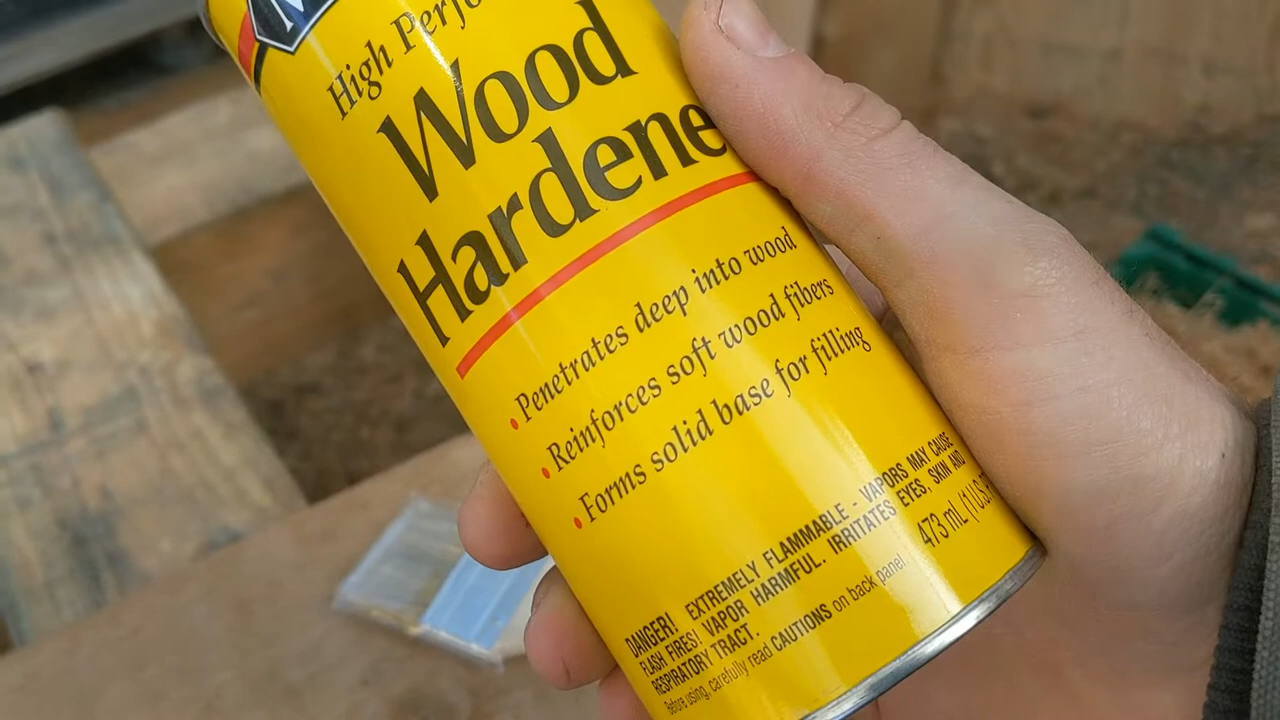 M
High Perfo
Wood
Hardene
• Penetrates deep into wood
• Reinforces soft wood fibers
• Forms solid base for filling
DANGER! EXTREMELY FLAMMABLE - VAPORS MAY CAUSE
FLASH FIRES! VAPOR HARMFUL. IRRITATES EYES, SKIN AND
RESPIRATORY TRACT.
Before using, carefully read CAUTIONS on back panel
473 mL (1 U.S.